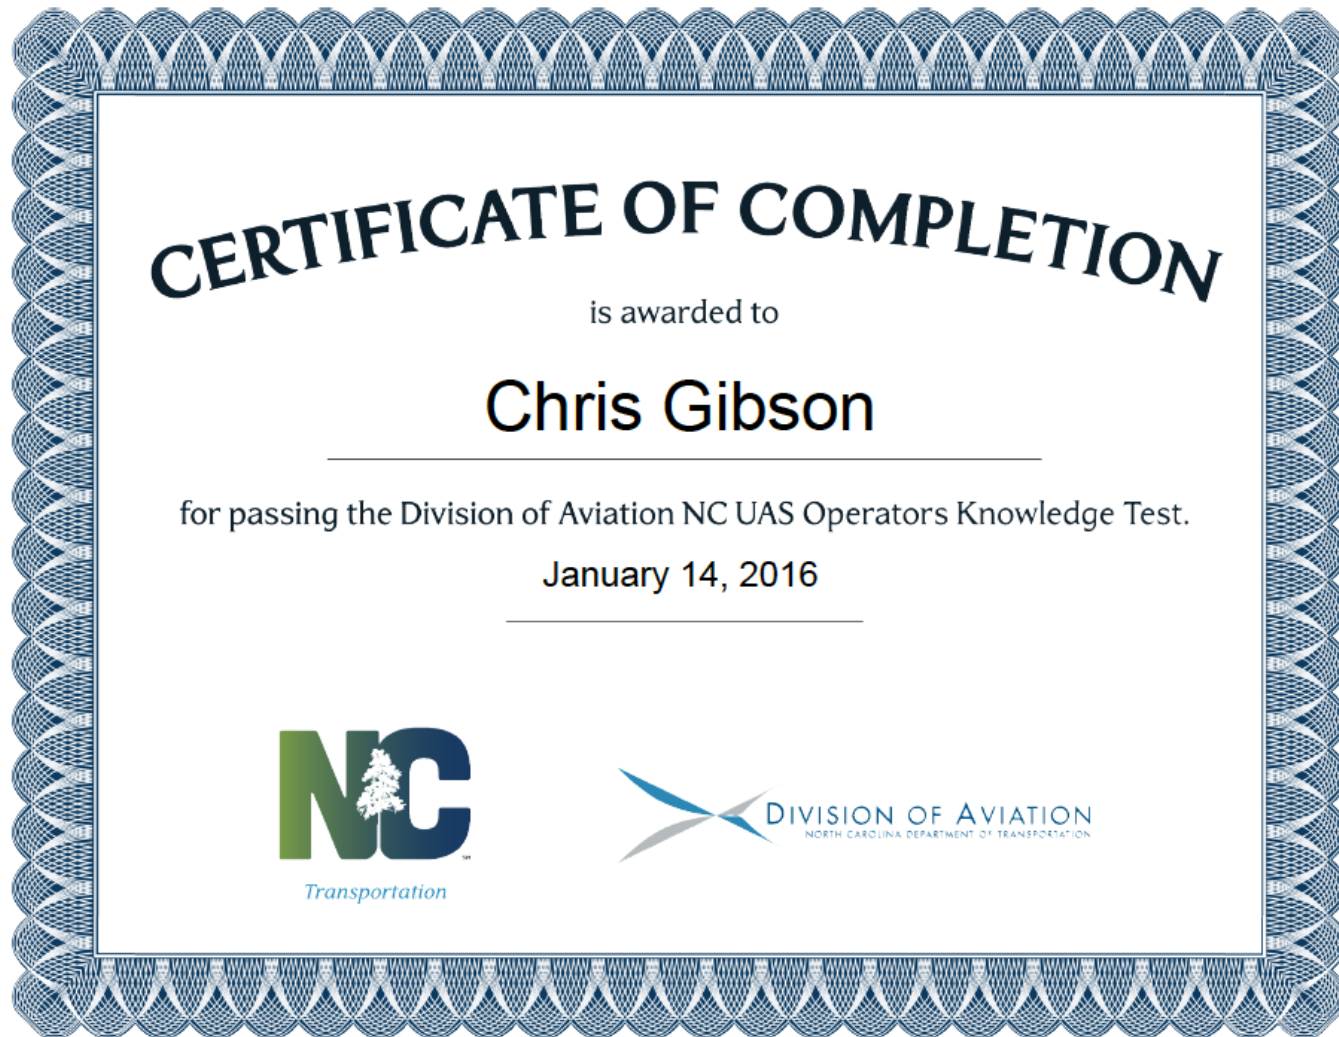 CERTIFICATE OF COMPLETION
is awarded to
Chris Gibson
for passing the Division of Aviation NC UAS Operators Knowledge Test.
January 14, 2016
NC
SM
Transportation
DIVISION OF AVIATION
NORTH CAROLINA DEPARTMENT OF TRANSPORTATION